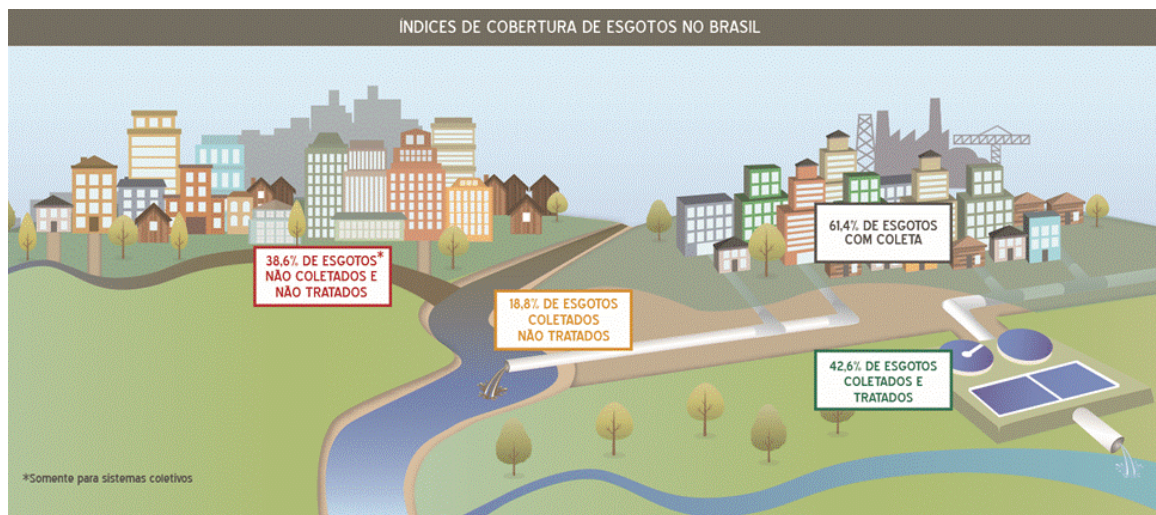 ÍNDICES DE COBERTURA DE ESGOTOS NO BRASIL
38,6% DE ESGOTOS*
NÃO COLETADOS E
NÃO TRATADOS
18,8% DE ESGOTOS
COLETADOS
NÃO TRATADOS
61,4% DE ESGOTOS
COM COLETA
42,6% DE ESGOTOS
COLETADOS E
TRATADOS
*Somente para sistemas coletivos